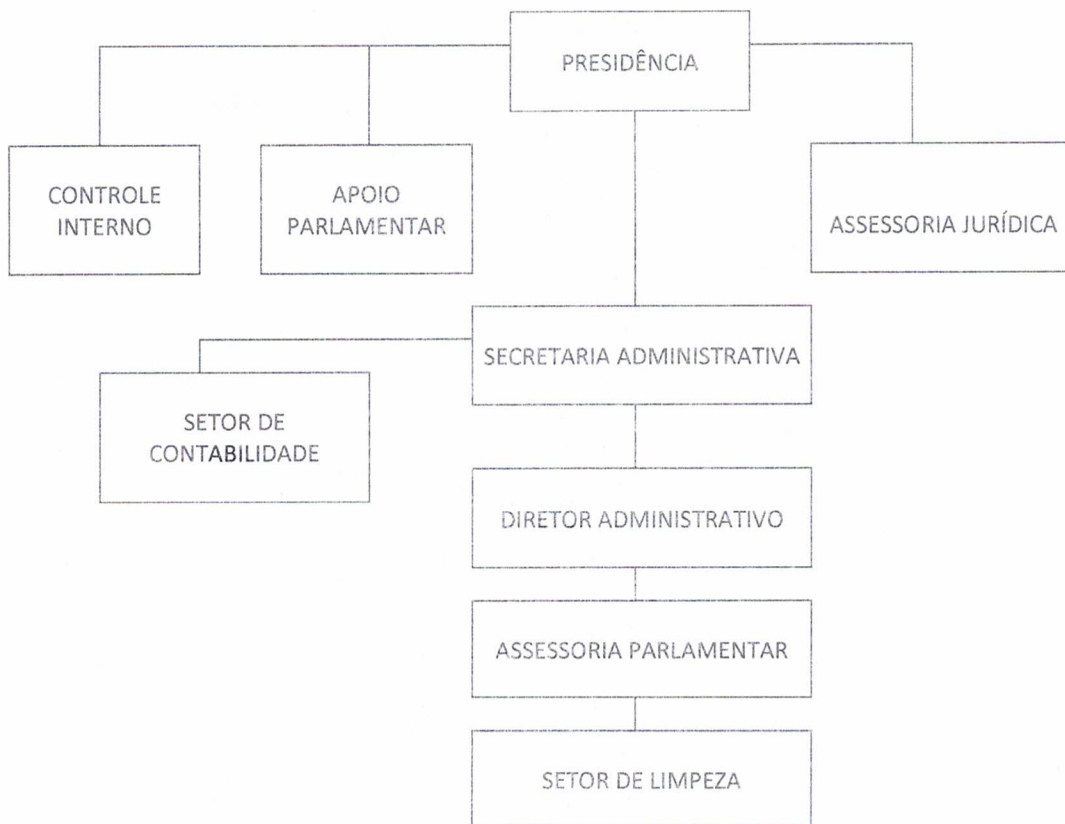 PRESIDÊNCIA
CONTROLE
INTERNO
APOIO
PARLAMENTAR
ASSESSORIA JURÍDICA
SECRETARIA ADMINISTRATIVA
SETOR DE
CONTABILIDADE
DIRETOR ADMINISTRATIVO
ASSESSORIA PARLAMENTAR
SETOR DE LIMPEZA